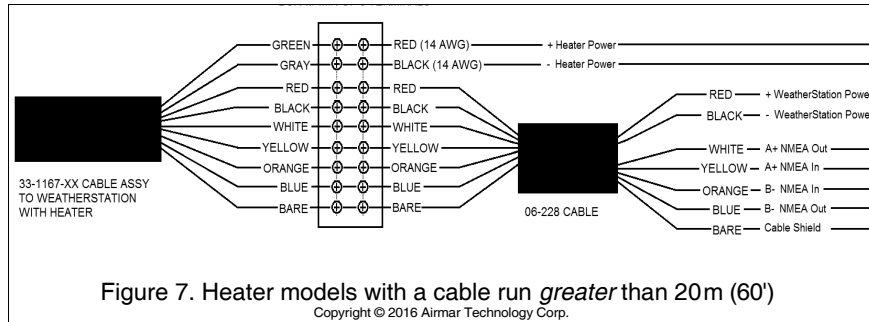 GREEN RED (14 AWG) + Heater Power
GRAY BLACK (14 AWG) - Heater Power
RED RED
BLACK BLACK
WHITE WHITE
YELLOW YELLOW
ORANGE ORANGE
BLUE BLUE
BARE BARE
33-1167-XX CABLE ASSY
TO WEATHERSTATION
WITH HEATER
06-228 CABLE
RED + WeatherStation Powe
BLACK - WeatherStation Powe
WHITE A+ NMEA Out
YELLOW A+ NMEA In
ORANGE B- NMEA In
BLUE B- NMEA Out
BARE Cable Shield
Figure 7. Heater models with a cable run greater than 20m (60')
Copyright © 2016 Airmar Technology Corp.